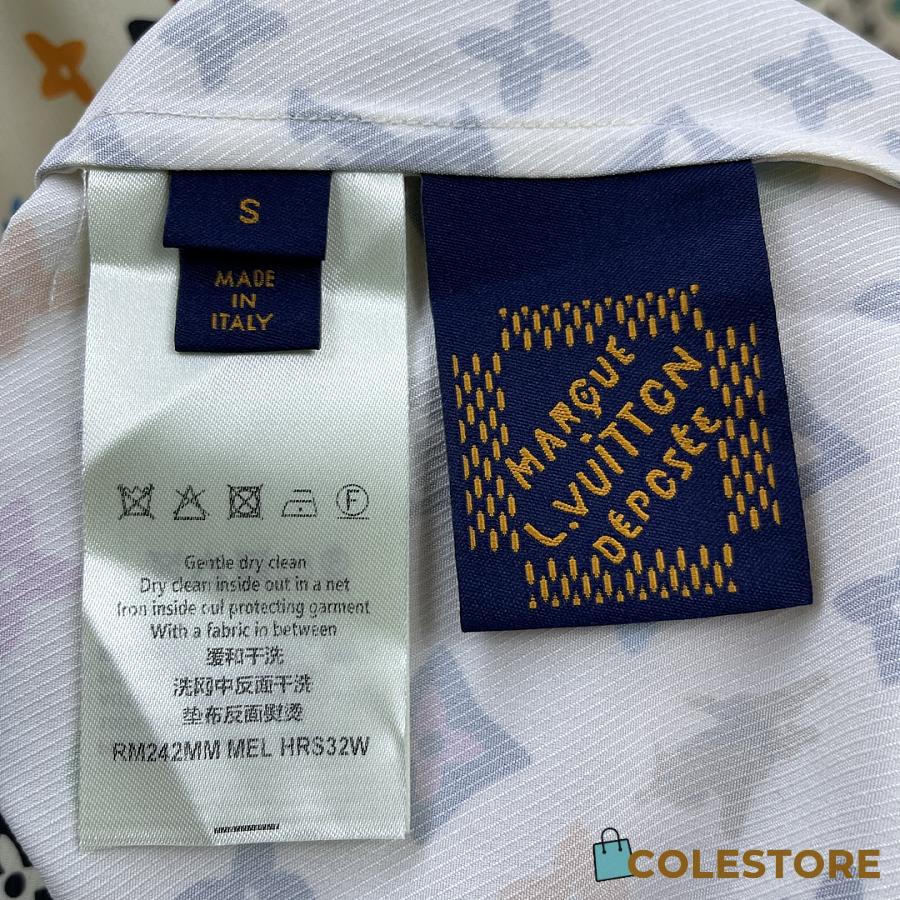 S
MADE
IN
ITALY
MARQUE
L.VUITTON
DÉPOSÉE
Gentle dry clean
Dry clean inside out in a net
Iron inside out protecting garment
With a fabric in between
缓和干洗
洗网中反面干洗
垫布反面熨烫
RM242MM MEL HRS32W
F
COLESTORE